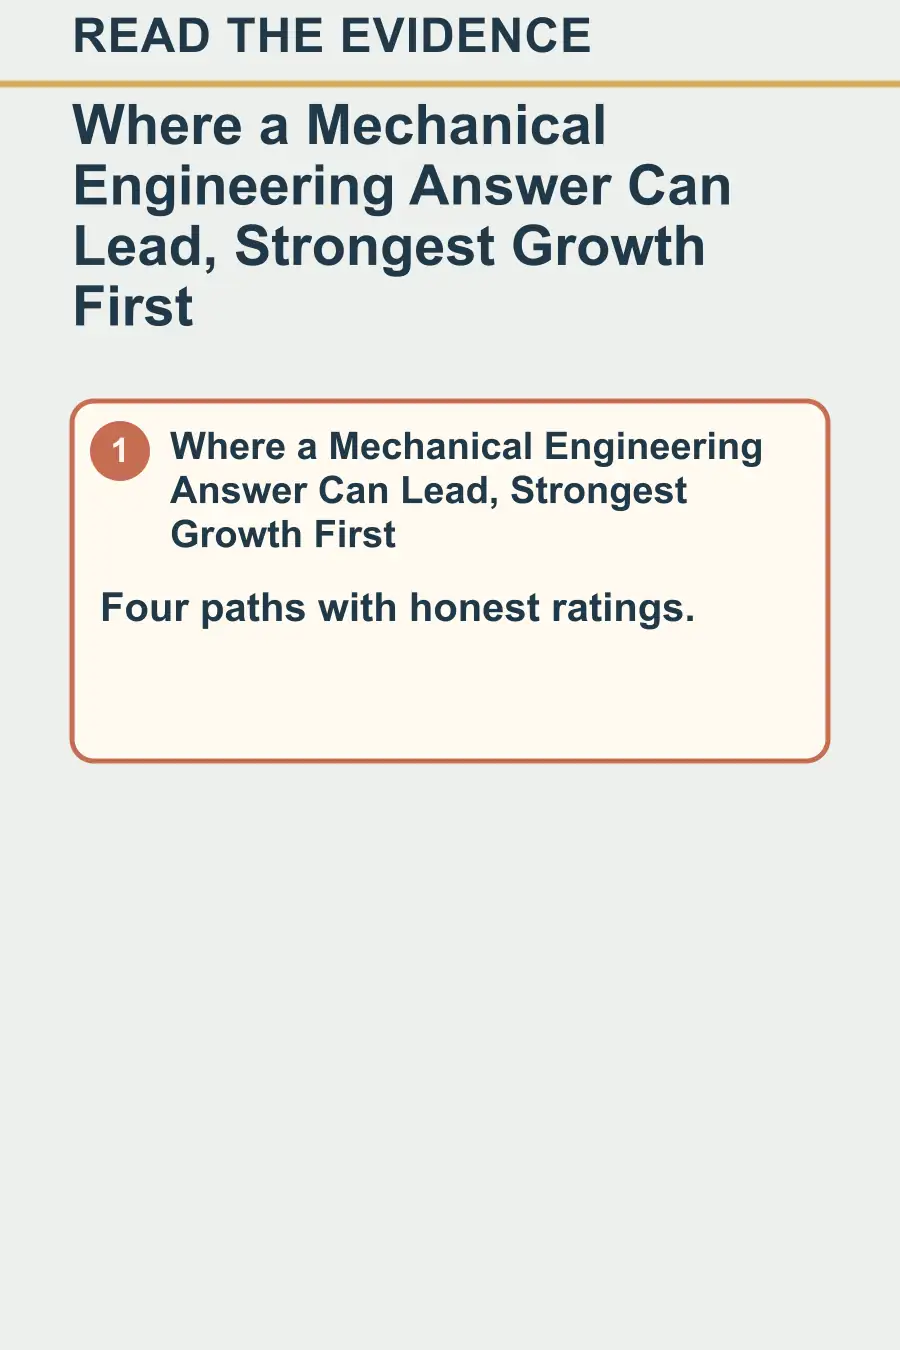 READ THE EVIDENCE
Where a Mechanical
Engineering Answer Can
Lead, Strongest Growth
First
1
Where a Mechanical Engineering
Answer Can Lead, Strongest
Growth First
Four paths with honest ratings.